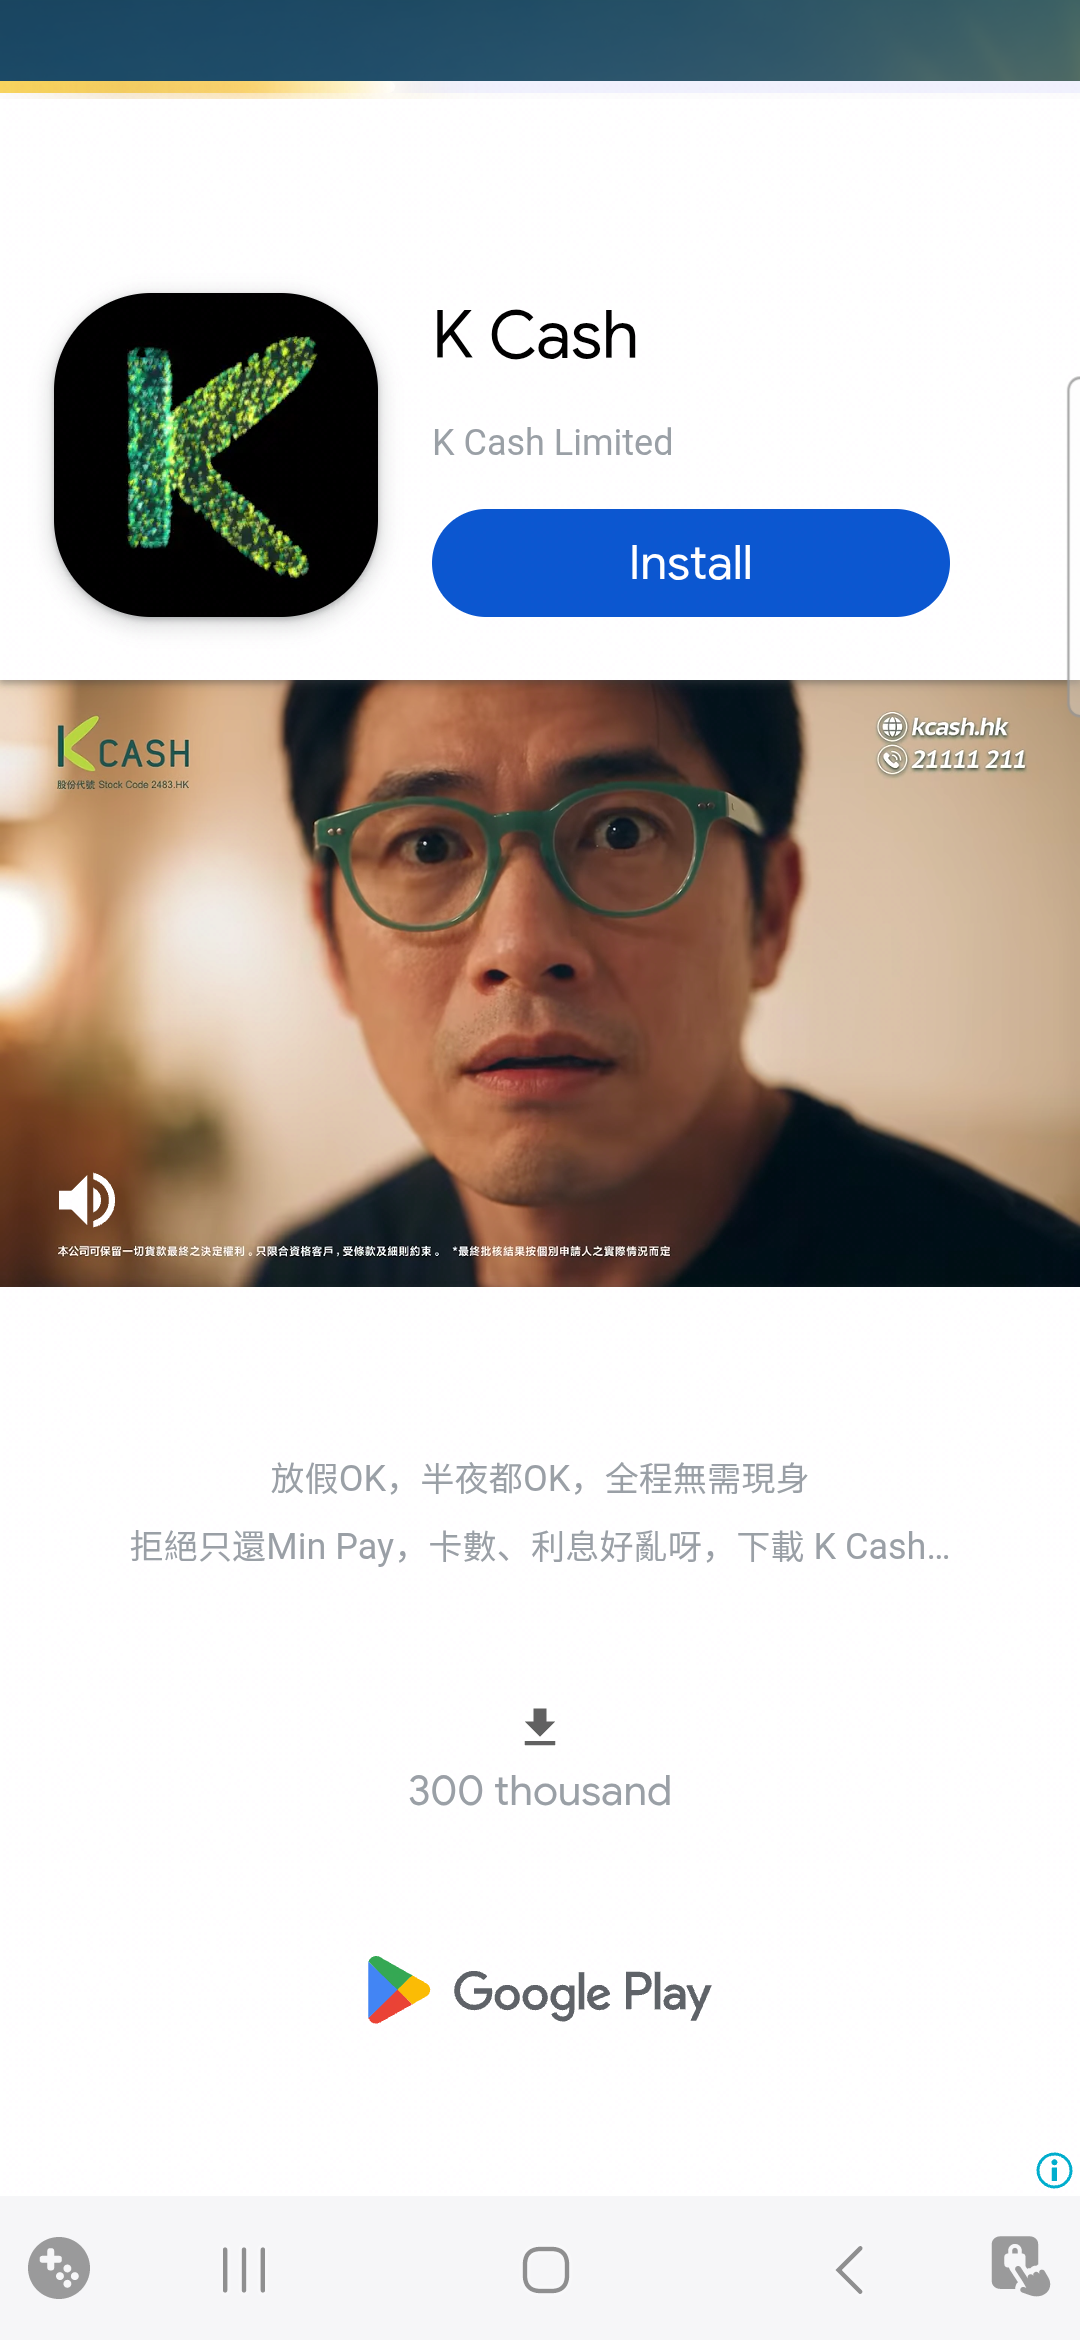 K Cash
K Cash Limited
Install
K CASH
股份代號 Stock Code 2483.HK
kcash.hk
21111 211
本公司可保留一切貨款最終之決定權利。只限合資格客戶，受條款及細則約束。 *最終批核結果按個別申請人之實際情況而定
放假OK，半夜都OK，全程無需現身
拒絕只還Min Pay，卡數、利息好亂呀，下載 K Cash...
300 thousand
Google Play